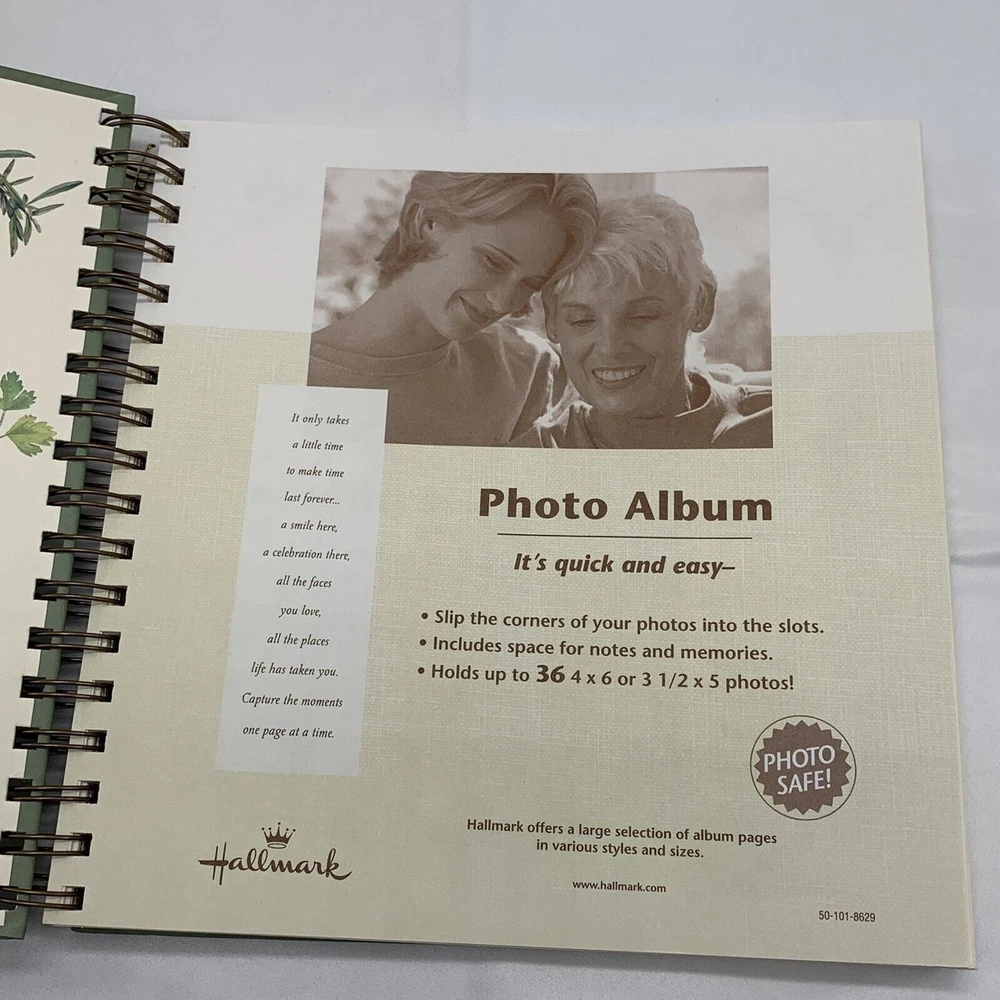 It only takes
a little time
to make time
last forever...
a smile here,
a celebration there,
all the faces
you love,
all the places
life has taken you.
Capture the moments
one page at a time.
Photo Album
It's quick and easy–
• Slip the corners of your photos into the slots.
• Includes space for notes and memories.
• Holds up to 36 4 x 6 or 3 1/2 x 5 photos!
PHOTO
SAFE!
Hallmark
Hallmark offers a large selection of album pages
in various styles and sizes.
www.hallmark.com
50-101-8629